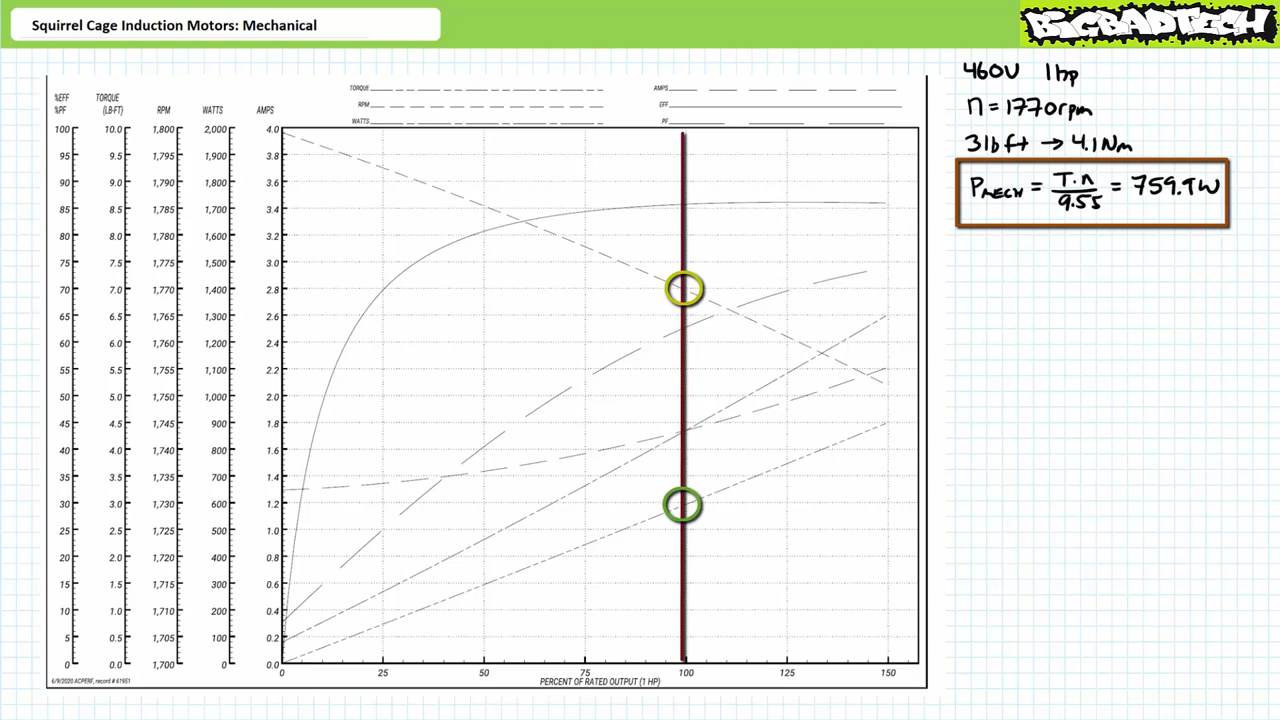 Squirrel Cage Induction Motors: Mechanical
BIGBADTECH
460V 1hp
n = 1770rpm
3lbft → 4.1Nm
PMECH = T.n / 9.55 = 759.9W
TORQUE
RPM
WATTS
AMPS
EFF
PF
%EFF TORQUE
%PF (LB-FT) RPM WATTS AMPS
100 10.0 1,800 2,000 4.0
95 9.5 1,795 1,900 3.8
90 9.0 1,790 1,800 3.6
85 8.5 1,785 1,700 3.4
80 8.0 1,780 1,600 3.2
75 7.5 1,775 1,500 3.0
70 7.0 1,770 1,400 2.8
65 6.5 1,765 1,300 2.6
60 6.0 1,760 1,200 2.4
55 5.5 1,755 1,100 2.2
50 5.0 1,750 1,000 2.0
45 4.5 1,745 900 1.8
40 4.0 1,740 800 1.6
35 3.5 1,735 700 1.4
30 3.0 1,730 600 1.2
25 2.5 1,725 500 1.0
20 2.0 1,720 400 0.8
15 1.5 1,715 300 0.6
10 1.0 1,710 200 0.4
5 0.5 1,705 100 0.2
0 0.0 1,700 0 0.0
0 25 50 75 100 125 150
6/9/2020 ACPERF, record # 61951
PERCENT OF RATED OUTPUT (1 HP)